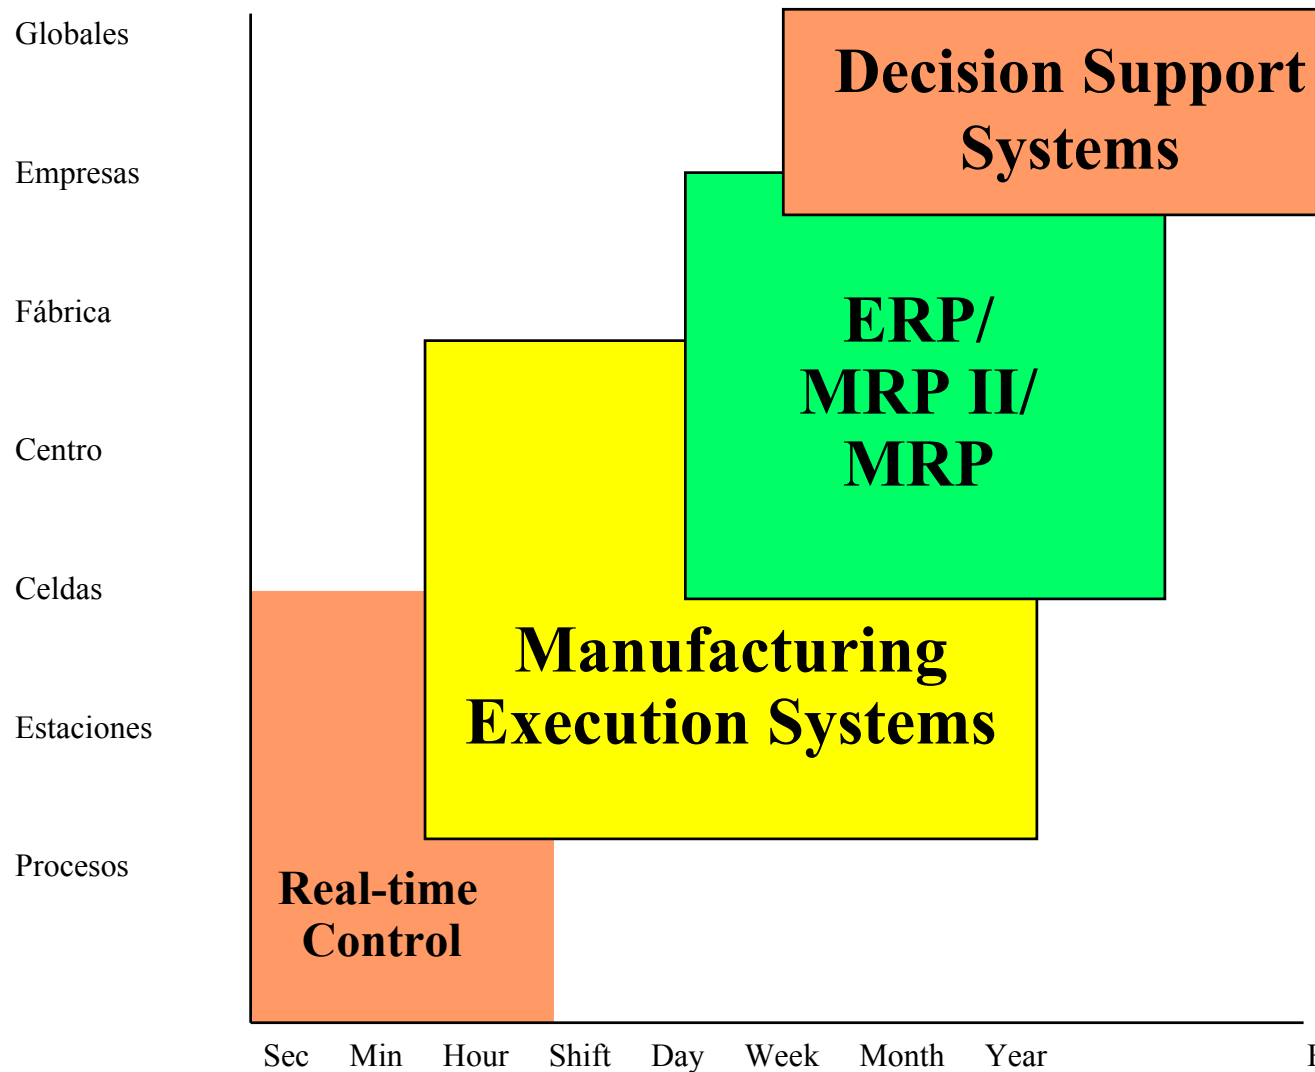 Globales
Decision Support
Systems
Empresas
Fábrica
ERP/
MRP II/
MRP
Centro
Celdas
Manufacturing
Execution Systems
Estaciones
Procesos
Real-time
Control
Sec Min Hour Shift Day Week Month Year